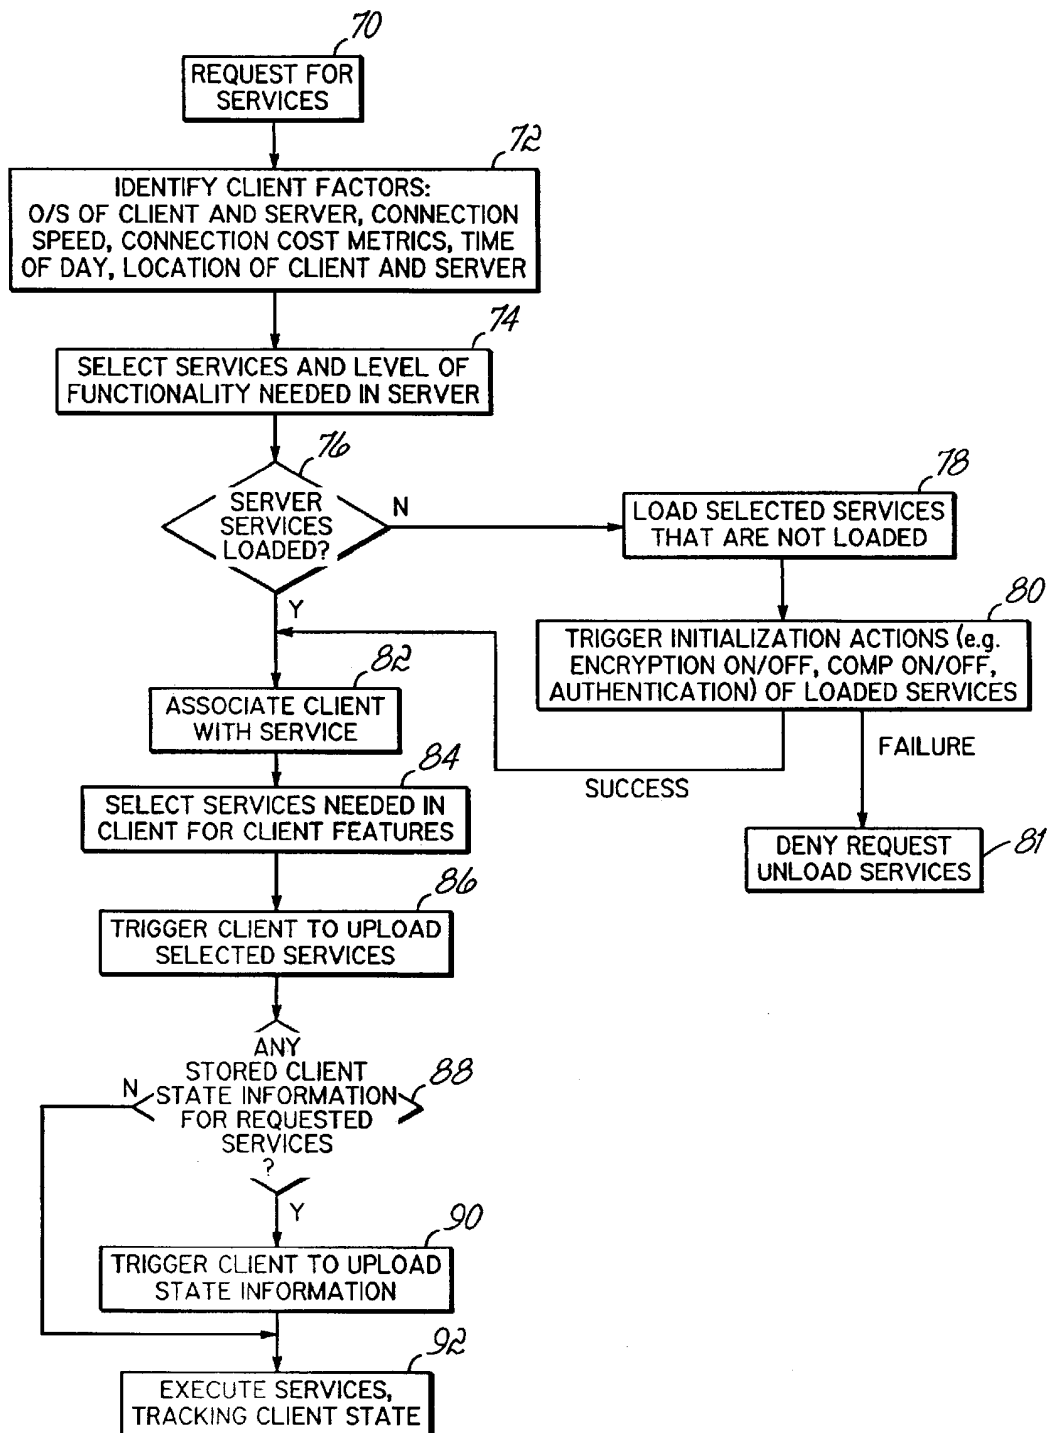 70
REQUEST FOR
SERVICES
72
IDENTIFY CLIENT FACTORS:
O/S OF CLIENT AND SERVER, CONNECTION
SPEED, CONNECTION COST METRICS, TIME
OF DAY, LOCATION OF CLIENT AND SERVER
74
SELECT SERVICES AND LEVEL OF
FUNCTIONALITY NEEDED IN SERVER
76
SERVER
SERVICES
LOADED?
N
Y
78
LOAD SELECTED SERVICES
THAT ARE NOT LOADED
80
TRIGGER INITIALIZATION ACTIONS (e.g.
ENCRYPTION ON/OFF, COMP ON/OFF,
AUTHENTICATION) OF LOADED SERVICES
SUCCESS
FAILURE
81
DENY REQUEST
UNLOAD SERVICES
82
ASSOCIATE CLIENT
WITH SERVICE
84
SELECT SERVICES NEEDED IN
CLIENT FOR CLIENT FEATURES
86
TRIGGER CLIENT TO UPLOAD
SELECTED SERVICES
88
ANY
STORED CLIENT
STATE INFORMATION
FOR REQUESTED
SERVICES
?
N
Y
90
TRIGGER CLIENT TO UPLOAD
STATE INFORMATION
92
EXECUTE SERVICES,
TRACKING CLIENT STATE